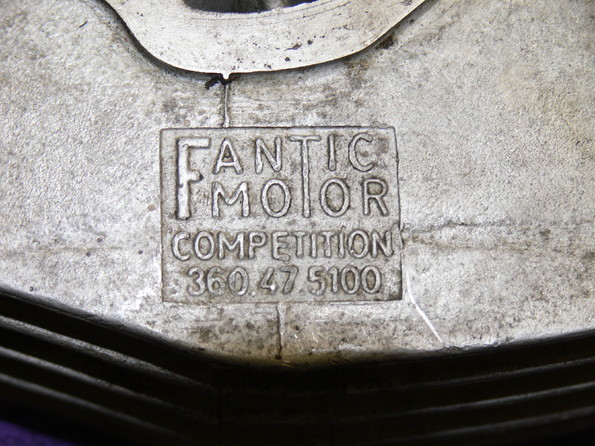 FANTIC
MOTOR
COMPETITION
360.47.5100